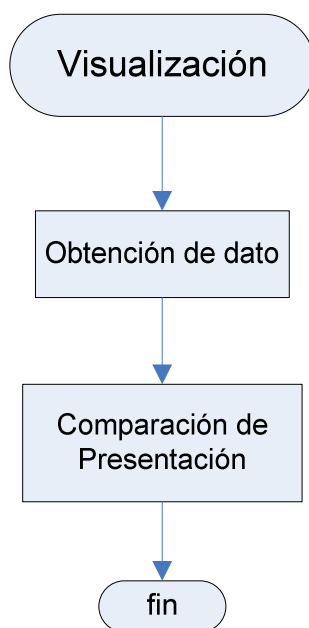 Visualización
Obtención de dato
Comparación de
Presentación
fin